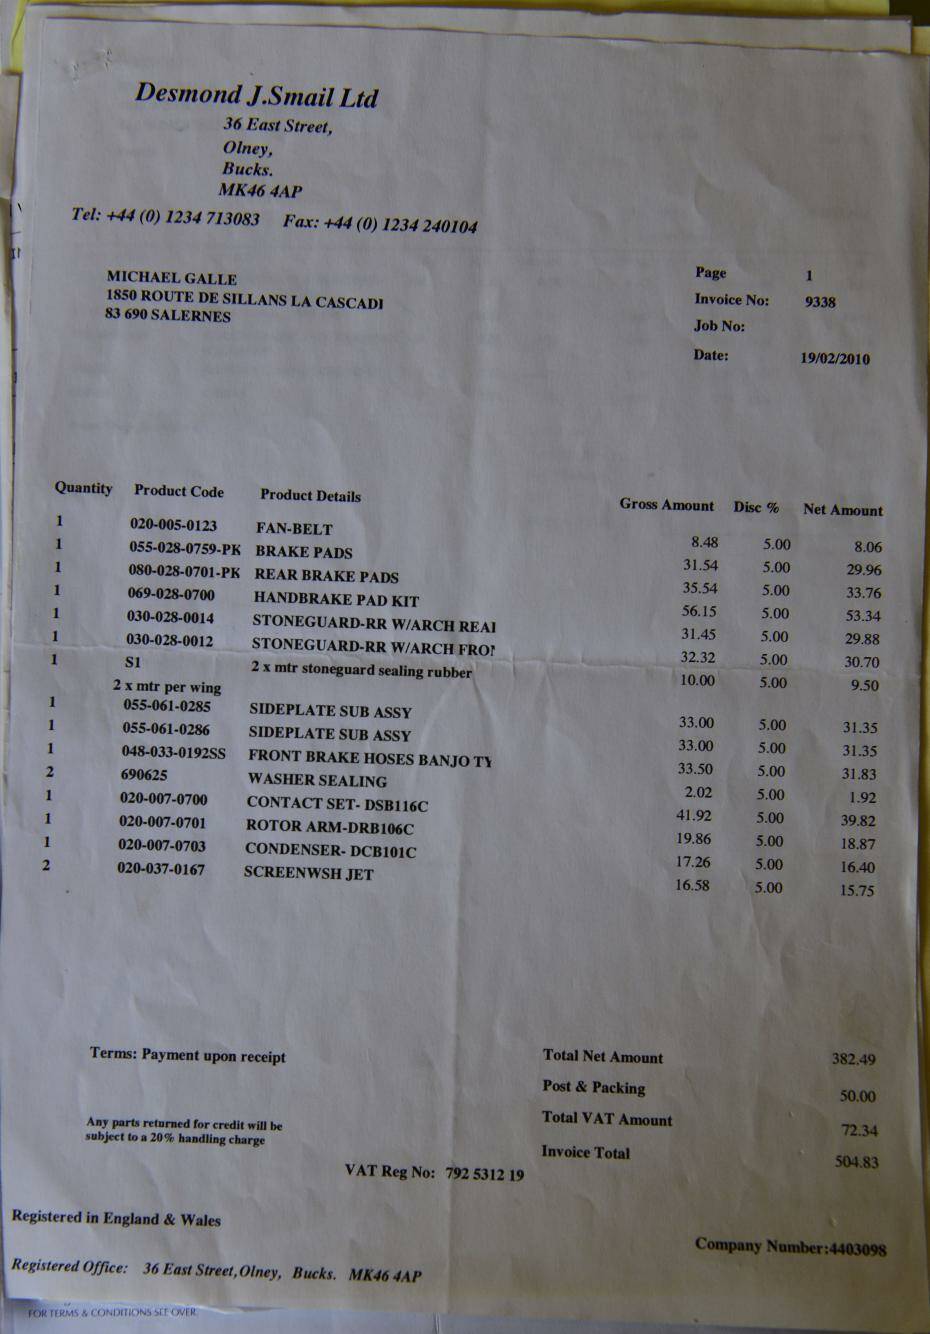 Desmond J.Smail Ltd
36 East Street,
Olney,
Bucks.
MK46 4AP
Tel: +44 (0) 1234 713083 Fax: +44 (0) 1234 240104
MICHAEL GALLE
1850 ROUTE DE SILLANS LA CASCADI
83 690 SALERNES
Page 1
Invoice No: 9338
Job No:
Date: 19/02/2010
Quantity Product Code Product Details Gross Amount Disc % Net Amount
1 020-005-0123 FAN-BELT 8.48 5.00 8.06
1 055-028-0759-PK BRAKE PADS 31.54 5.00 29.96
1 080-028-0701-PK REAR BRAKE PADS 35.54 5.00 33.76
1 069-028-0700 HANDBRAKE PAD KIT 56.15 5.00 53.34
1 030-028-0014 STONEGUARD-RR W/ARCH REAI 31.45 5.00 29.88
1 030-028-0012 STONEGUARD-RR W/ARCH FRO? 32.32 5.00 30.70
1 S1 2 x mtr stoneguard sealing rubber 10.00 5.00 9.50
2 x mtr per wing
1 055-061-0285 SIDEPLATE SUB ASSY 33.00 5.00 31.35
1 055-061-0286 SIDEPLATE SUB ASSY 33.00 5.00 31.35
1 048-033-0192SS FRONT BRAKE HOSES BANJO TY 33.50 5.00 31.83
2 690625 WASHER SEALING 2.02 5.00 1.92
1 020-007-0700 CONTACT SET- DSB116C 41.92 5.00 39.82
1 020-007-0701 ROTOR ARM-DRB106C 19.86 5.00 18.87
1 020-007-0703 CONDENSER- DCB101C 17.26 5.00 16.40
2 020-037-0167 SCREENWSH JET 16.58 5.00 15.75
Terms: Payment upon receipt
Total Net Amount 382.49
Post & Packing 50.00
Total VAT Amount 72.34
Invoice Total 504.83
Any parts returned for credit will be
subject to a 20% handling charge
VAT Reg No: 792 5312 19
Registered in England & Wales
Company Number:4403098
Registered Office: 36 East Street,Olney, Bucks. MK46 4AP
FOR TERMS & CONDITIONS SEE OVER.